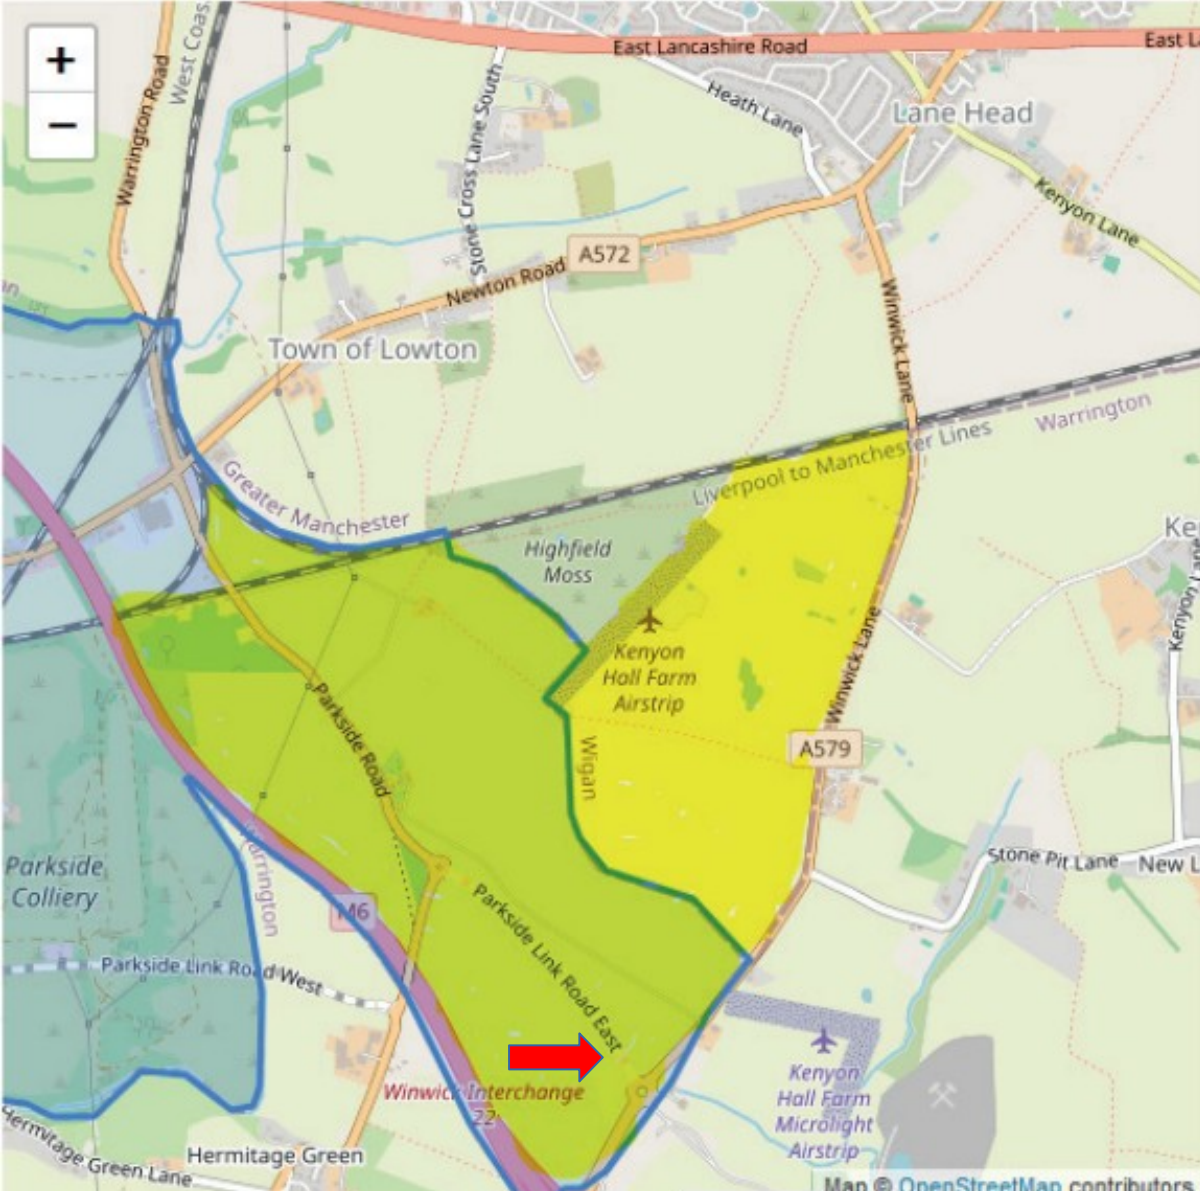 +
−
Warrington Road
West Coas
East Lancashire Road
East L
Heath Lane
Lane Head
Stone Cross Lane South
Kenyon Lane
A572
Newton Road
Winwick Lane
Town of Lowton
Warrington
Liverpool to Manchester Lines
Greater Manchester
Highfield
Moss
Ke
Kenyon Lane
Kenyon
Hall Farm
Airstrip
Winwick Lane
Parkside Road
Wigan
A579
Parkside
Colliery
Warrington
M6
Stone Pit Lane
New L
Parkside Link Road East
Parkside Link Road West
Winwick Interchange
22
Kenyon
Hall Farm
Microlight
Airstrip
Hermitage Green Lane
Hermitage Green
Map © OpenStreetMap contributors